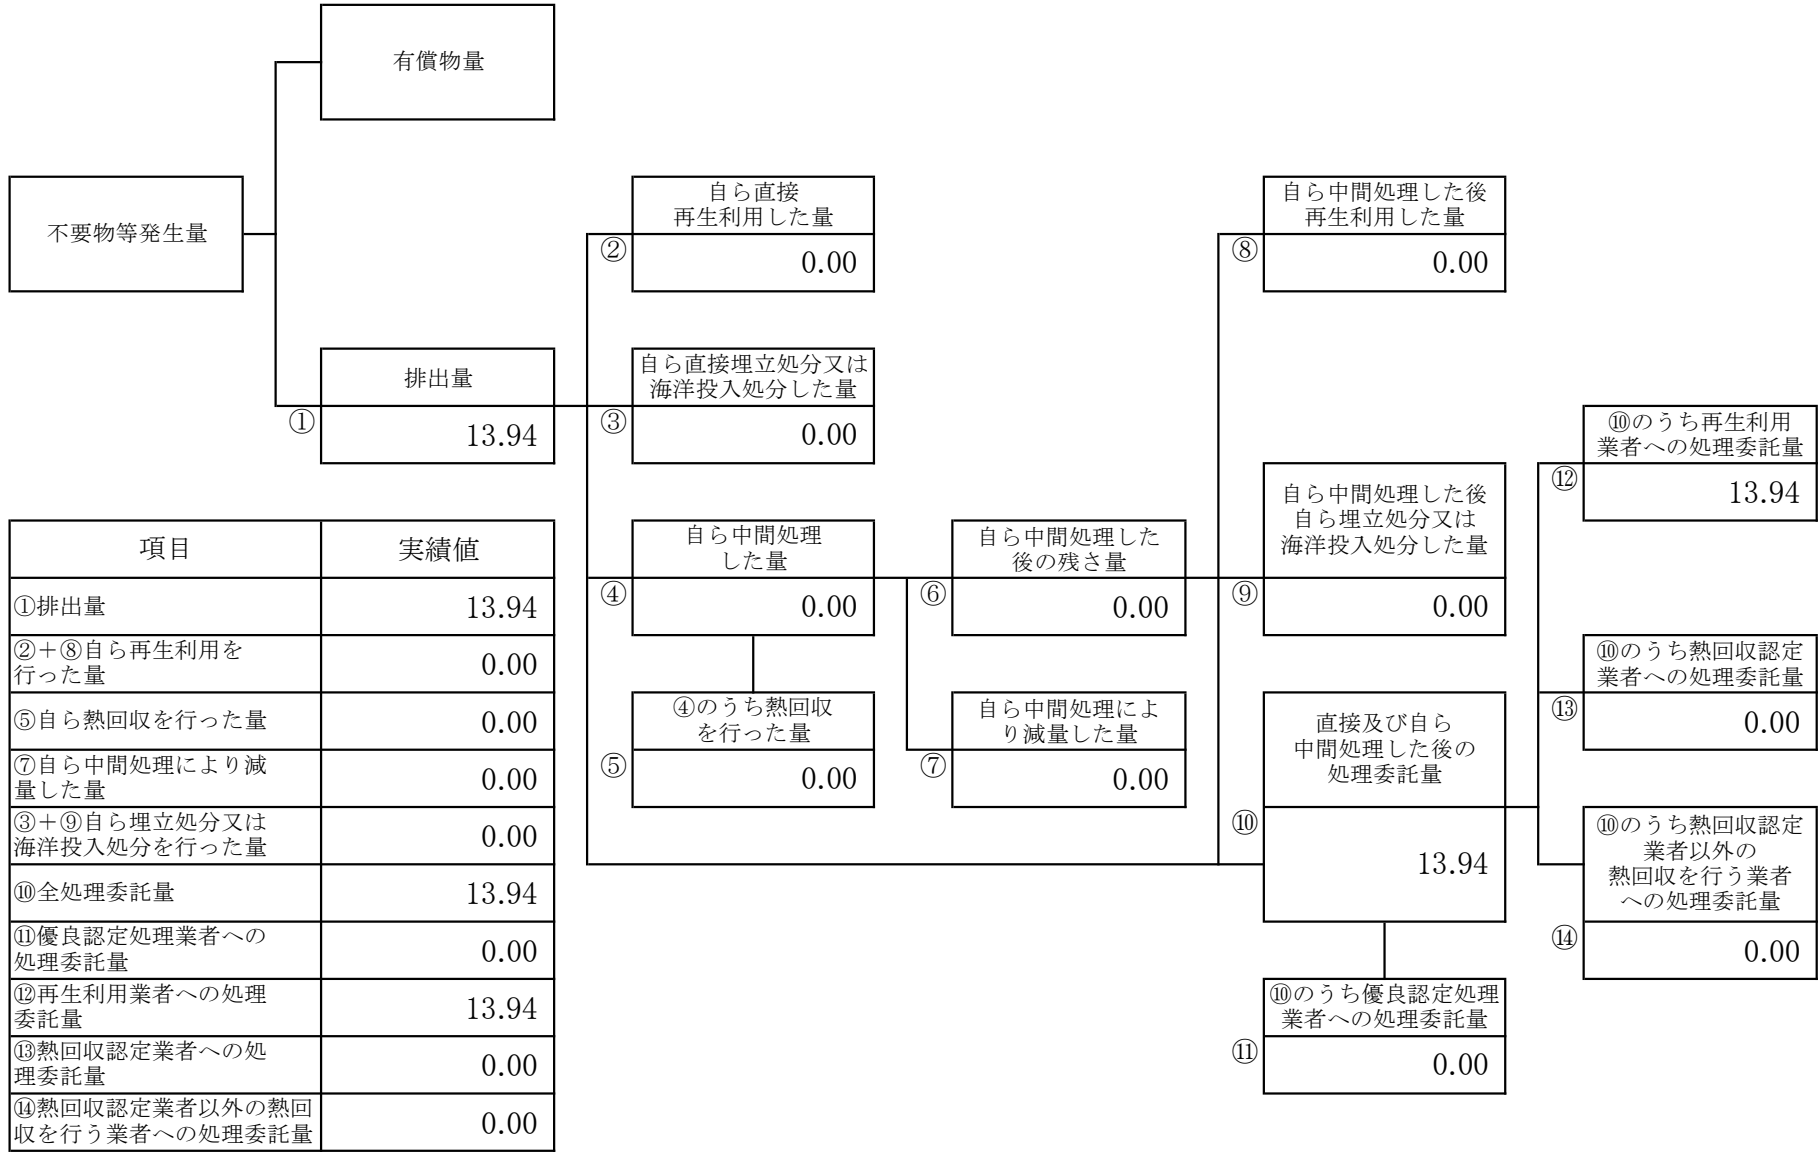 有償物量
不要物等発生量
自ら直接
再生利用した量
②
0.00
自ら中間処理した後
再生利用した量
⑧
0.00
排出量
①
13.94
自ら直接埋立処分又は
海洋投入処分した量
③
0.00
⑩のうち再生利用
業者への処理委託量
⑫
13.94
自ら中間処理
した量
④
0.00
自ら中間処理した
後の残さ量
⑥
0.00
自ら中間処理した後
自ら埋立処分又は
海洋投入処分した量
⑨
0.00
⑩のうち熱回収認定
業者への処理委託量
⑬
0.00
④のうち熱回収
を行った量
⑤
0.00
自ら中間処理によ
り減量した量
⑦
0.00
直接及び自ら
中間処理した後の
処理委託量
⑩
13.94
⑩のうち熱回収認定
業者以外の
熱回収を行う業者
への処理委託量
⑭
0.00
⑩のうち優良認定処理
業者への処理委託量
⑪
0.00
項目 実績値
①排出量 13.94
②＋⑧自ら再生利用を
行った量 0.00
⑤自ら熱回収を行った量 0.00
⑦自ら中間処理により減
量した量 0.00
③＋⑨自ら埋立処分又は
海洋投入処分を行った量 0.00
⑩全処理委託量 13.94
⑪優良認定処理業者への
処理委託量 0.00
⑫再生利用業者への処理
委託量 13.94
⑬熱回収認定業者への処
理委託量 0.00
⑭熱回収認定業者以外の熱回
収を行う業者への処理委託量 0.00